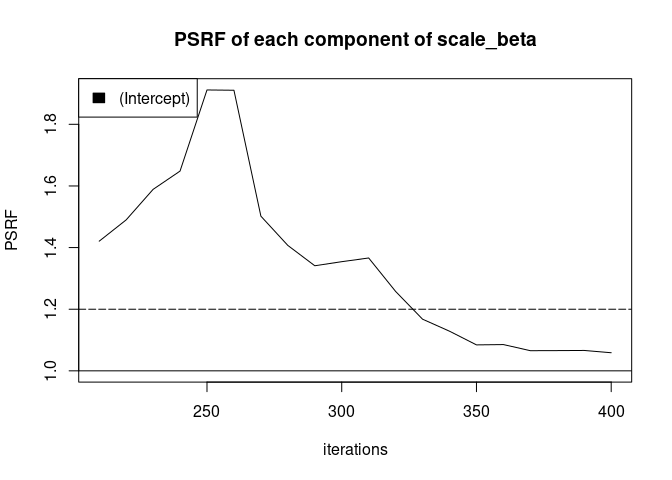 PSRF of each component of scale_beta
(Intercept)
PSRF
1.8
1.6
1.4
1.2
1.0
250 300 350 400
iterations